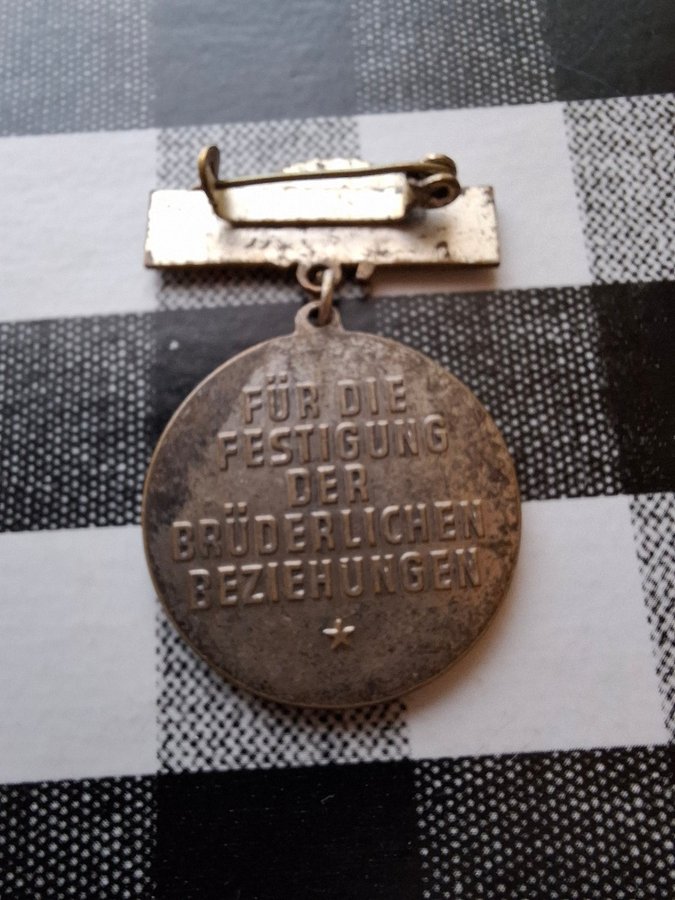 FÜR DIE
FESTIGUNG
DER
BRÜDERLICHEN
BEZIEHUNGEN